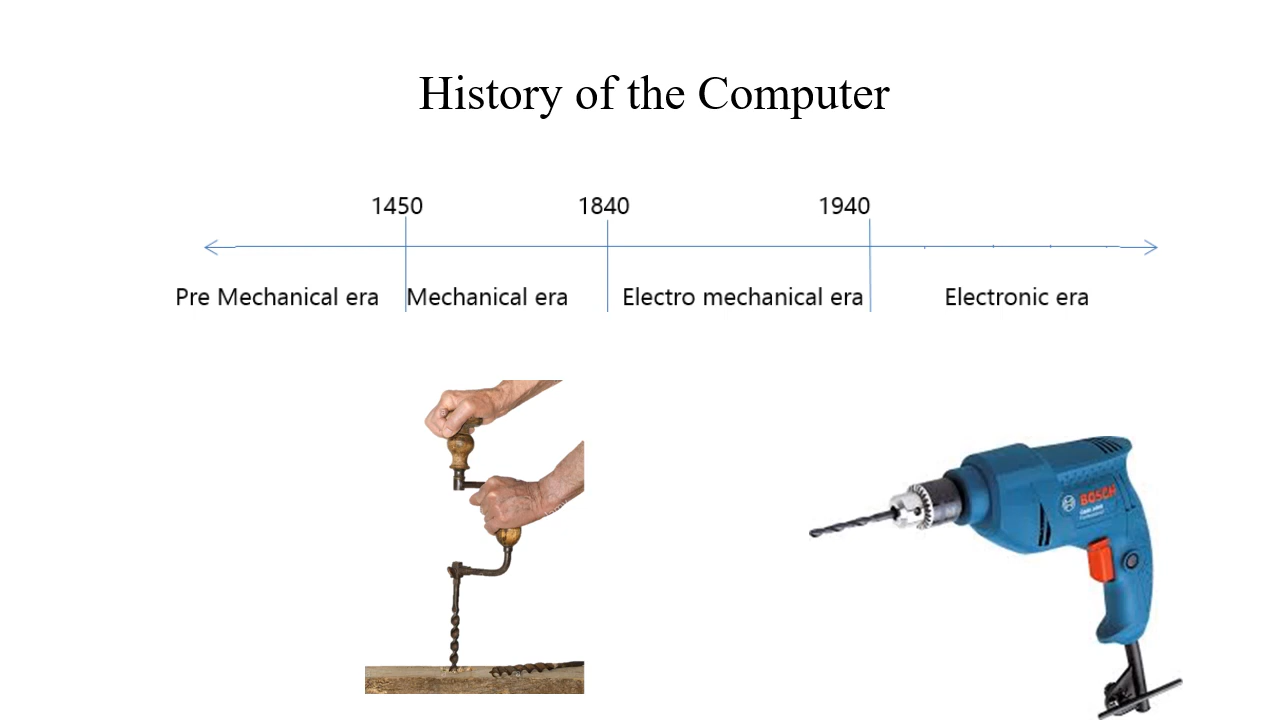 History of the Computer
1450 1840 1940
Pre Mechanical era Mechanical era Electro mechanical era Electronic era
BOSCH